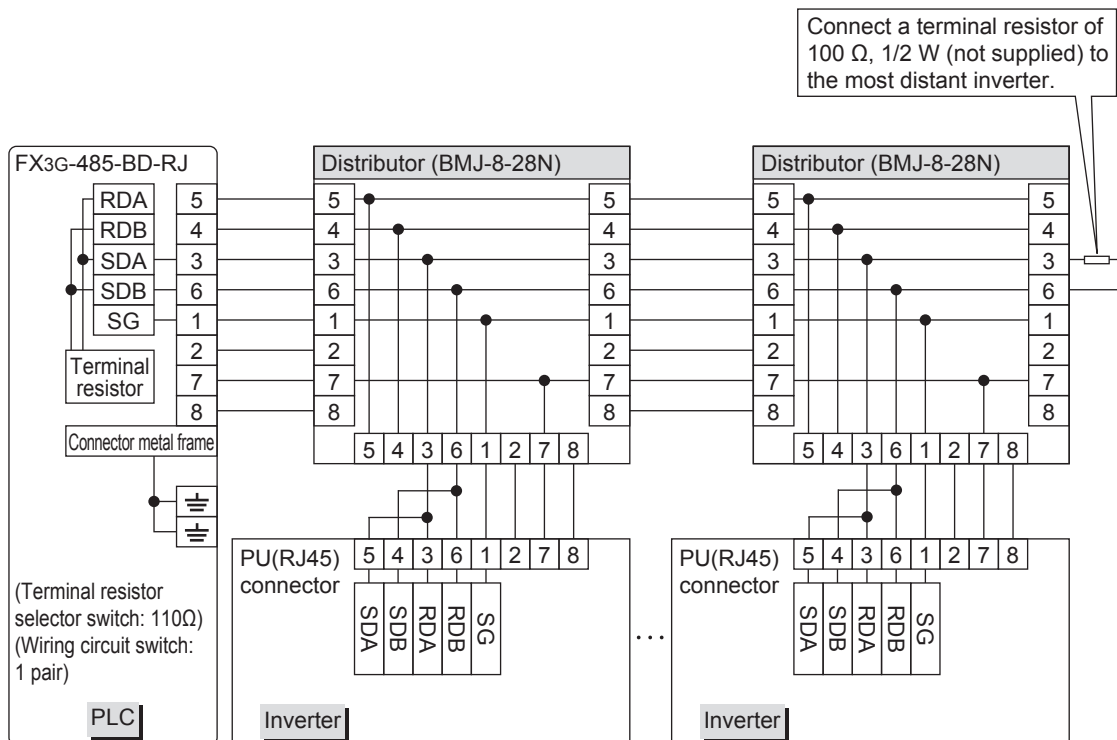 Connect a terminal resistor of
100 Ω, 1/2 W (not supplied) to
the most distant inverter.
FX3G-485-BD-RJ
RDA 5
RDB 4
SDA 3
SDB 6
SG 1
2
7
8
Terminal
resistor
Connector metal frame
(Terminal resistor
selector switch: 110Ω)
(Wiring circuit switch:
1 pair)
PLC
Distributor (BMJ-8-28N)
5 5
4 4
3 3
6 6
1 1
2 2
7 7
8 8
5 4 3 6 1 2 7 8
PU(RJ45)
connector
5 4 3 6 1 2 7 8
SDA
SDB
RDA
RDB
SG
Inverter
...
Distributor (BMJ-8-28N)
5 5
4 4
3 3
6 6
1 1
2 2
7 7
8 8
5 4 3 6 1 2 7 8
PU(RJ45)
connector
5 4 3 6 1 2 7 8
SDA
SDB
RDA
RDB
SG
Inverter